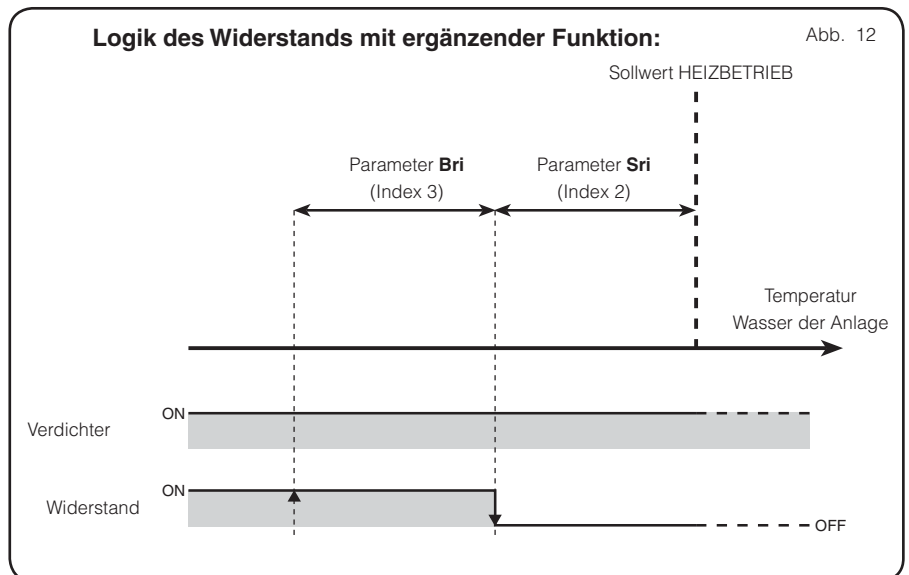 Logik des Widerstands mit ergänzender Funktion:
Abb. 12
Sollwert HEIZBETRIEB
Parameter Bri
(Index 3)
Parameter Sri
(Index 2)
Temperatur
Wasser der Anlage
ON
Verdichter
ON
Widerstand
OFF